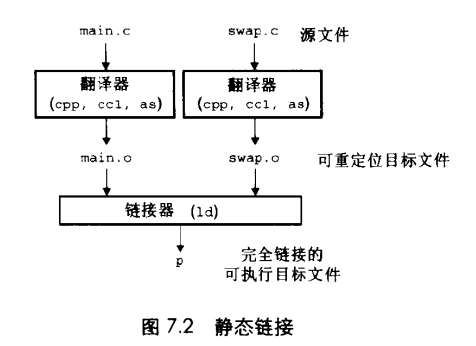 main.c swap.c 源文件
翻译器 翻译器
(cpp, cc1, as) (cpp, cc1, as)
main.o swap.o 可重定位目标文件
链接器 (ld)
p 完全链接的
可执行目标文件
图 7.2 静态链接